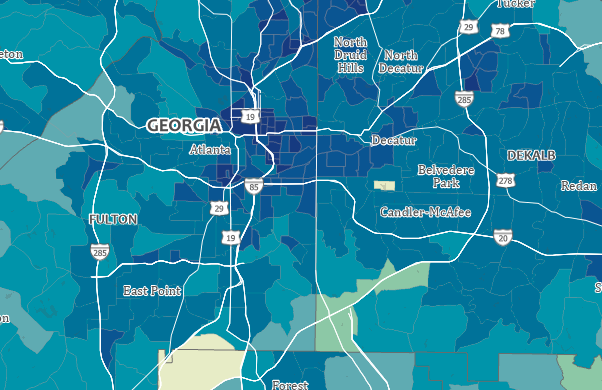 Tucker
29
78
North
Druid
Hills
North
Decatur
eton
285
19
GEORGIA
Atlanta
Decatur
DEKALB
Belvedere
Park
278
85
Redan
29
FULTON
Candler-McAfee
19
20
285
East Point
S
on
Forest